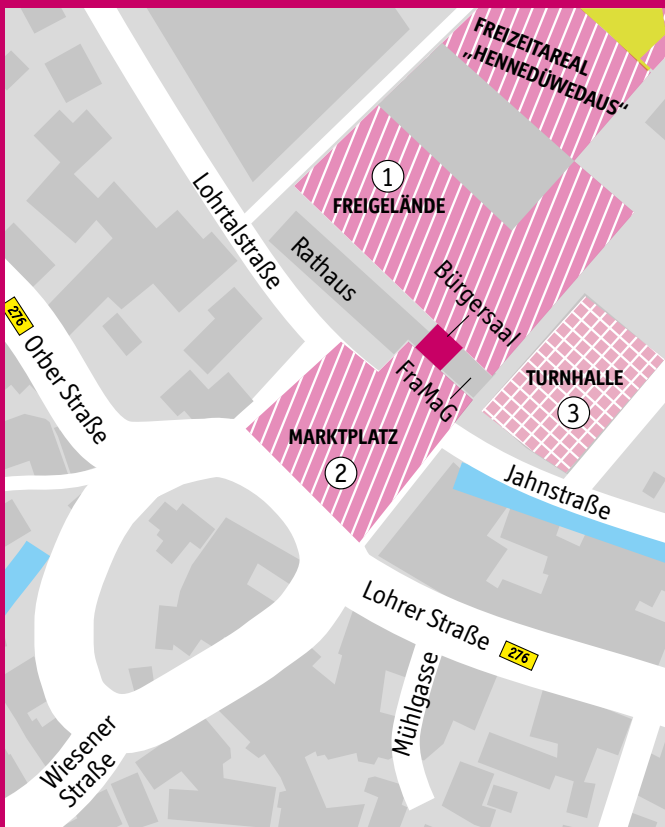 FREIZEITAREAL
„HENNEDÜWEDAUS“
1
FREIGELÄNDE
Lohrtalstraße
Rathaus
Bürgersaal
276
Orber Straße
FraMaG
TURNHALLE
3
MARKTPLATZ
2
Jahnstraße
Lohrer Straße
276
Mühlgasse
Wiesener
Straße